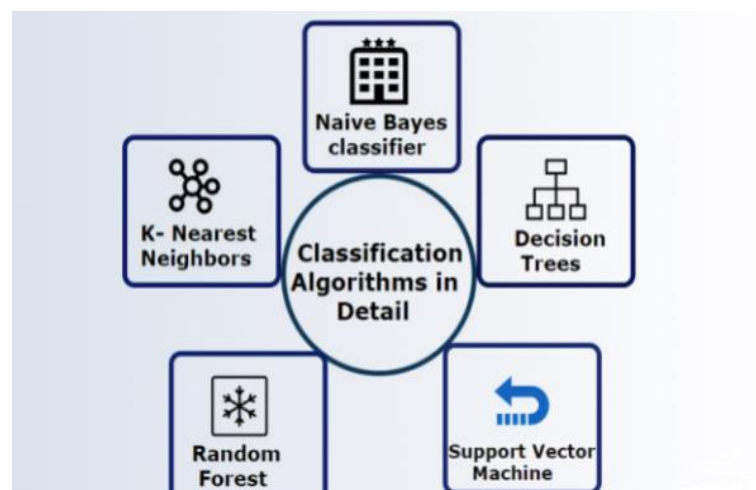 Naive Bayes
classifier
K- Nearest
Neighbors
Classification
Algorithms in
Detail
Decision
Trees
Random
Forest
Support Vector
Machine